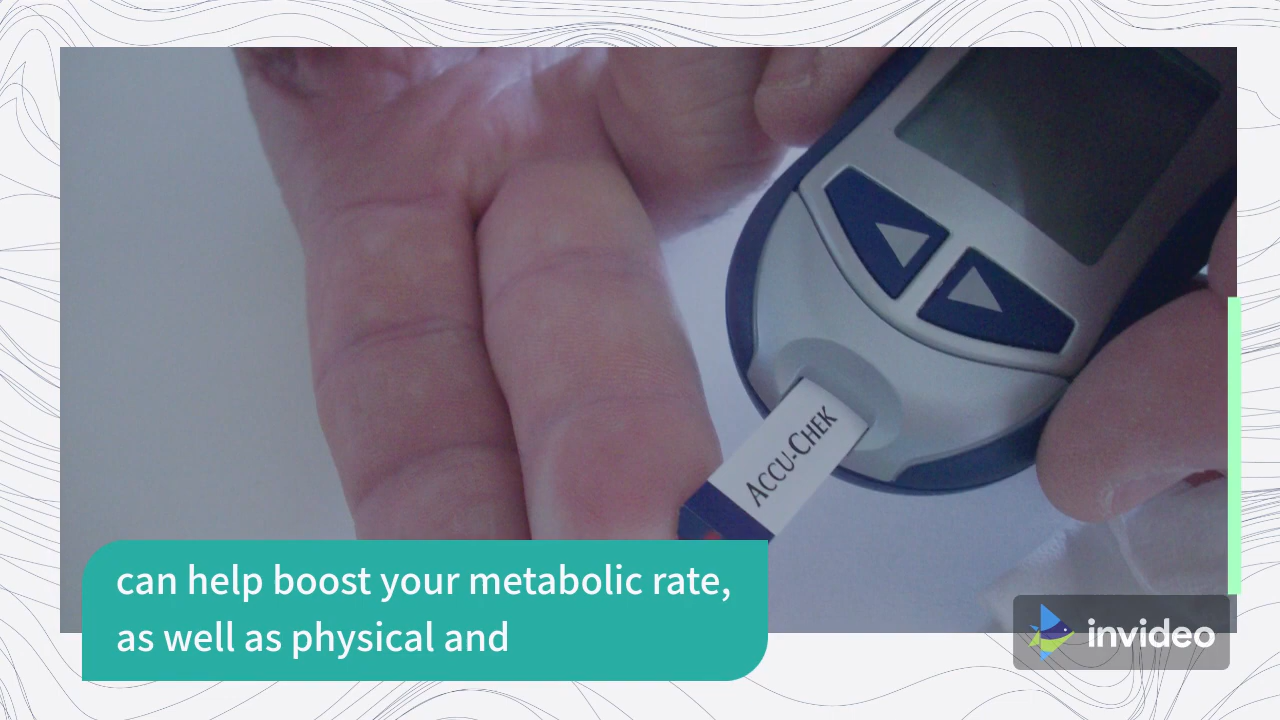 ACCU-CHEK
can help boost your metabolic rate,
as well as physical and
invideo